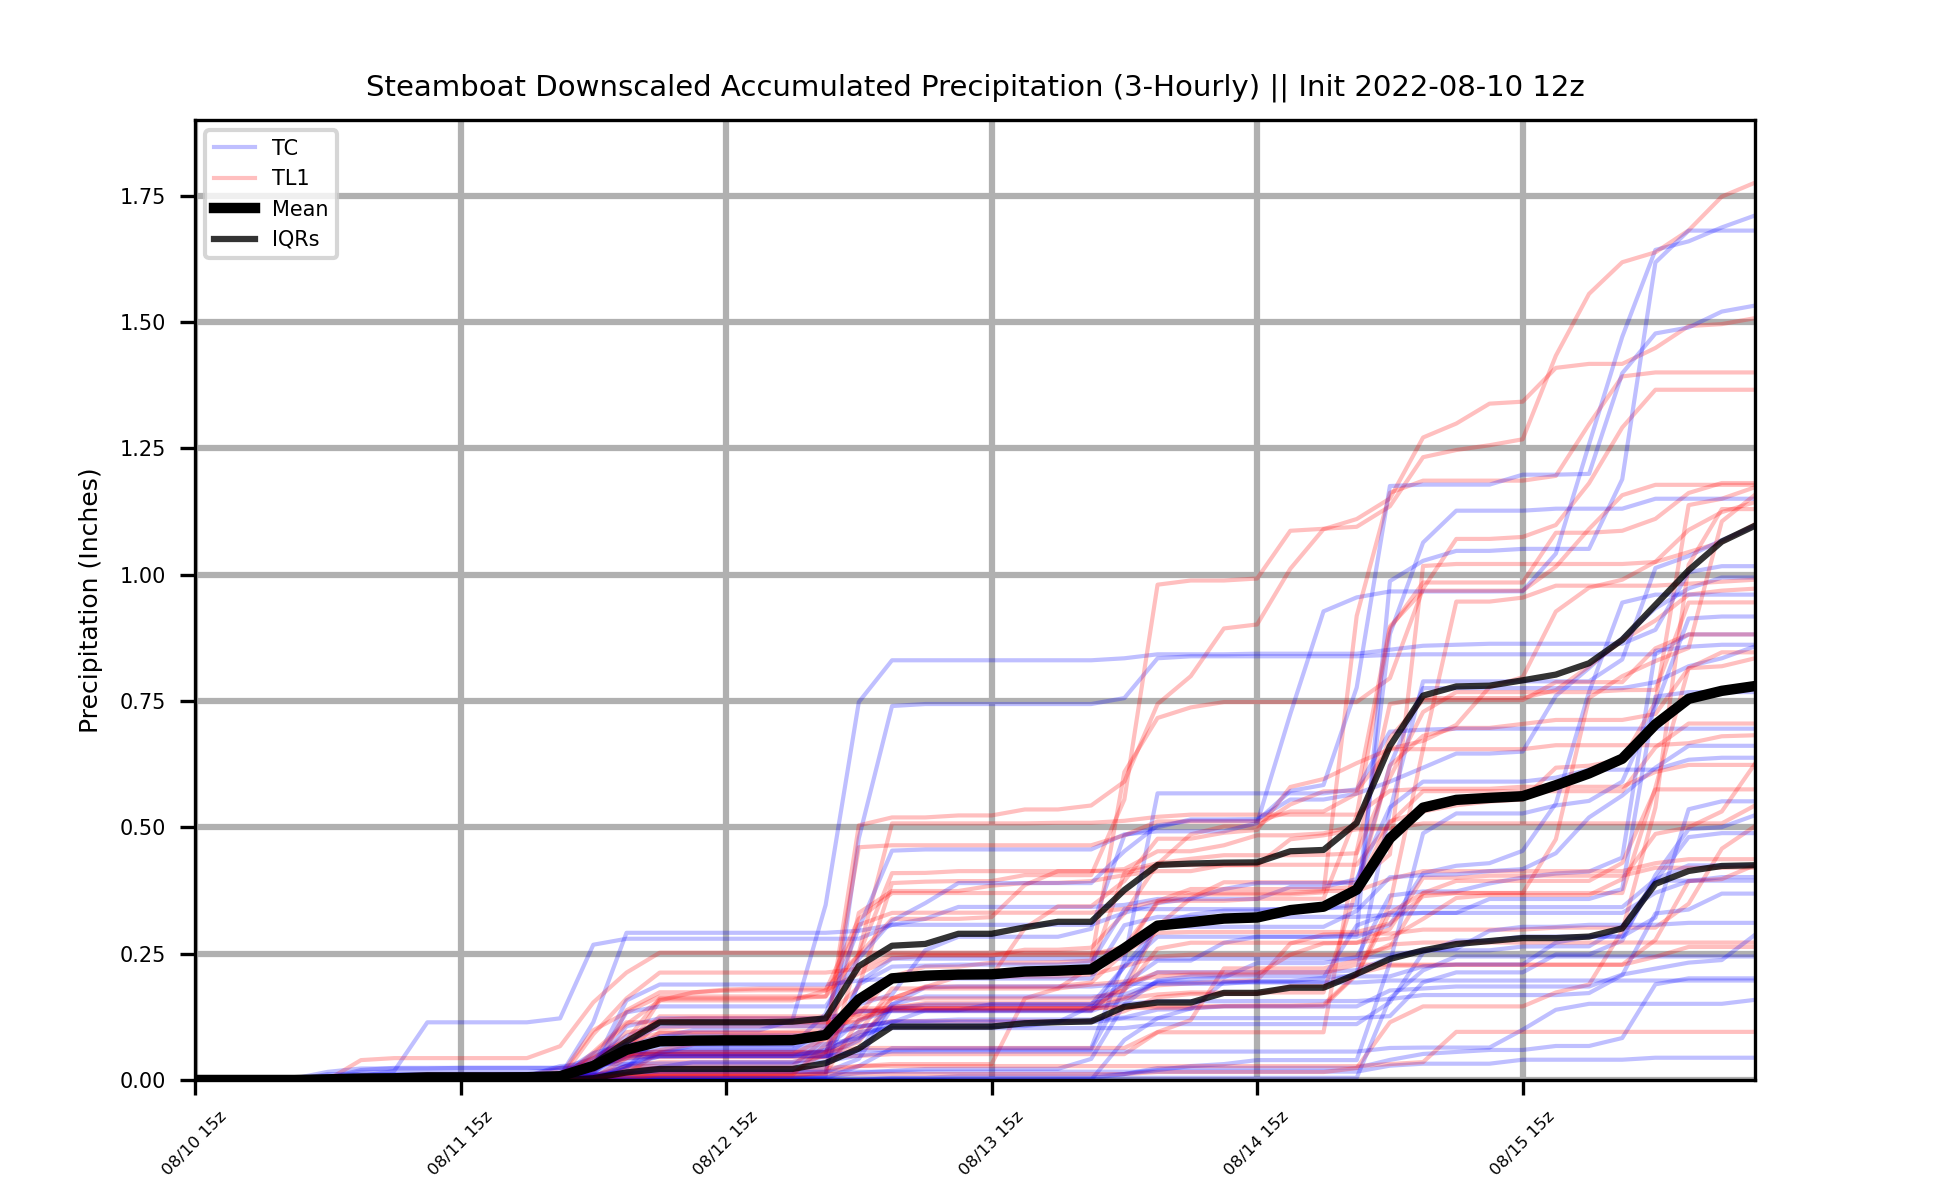 Steamboat Downscaled Accumulated Precipitation (3-Hourly) || Init 2022-08-10 12z
TC
TL1
Mean
IQRs
Precipitation (Inches)
1.75
1.50
1.25
1.00
0.75
0.50
0.25
0.00
08/10 15z
08/11 15z
08/12 15z
08/13 15z
08/14 15z
08/15 15z